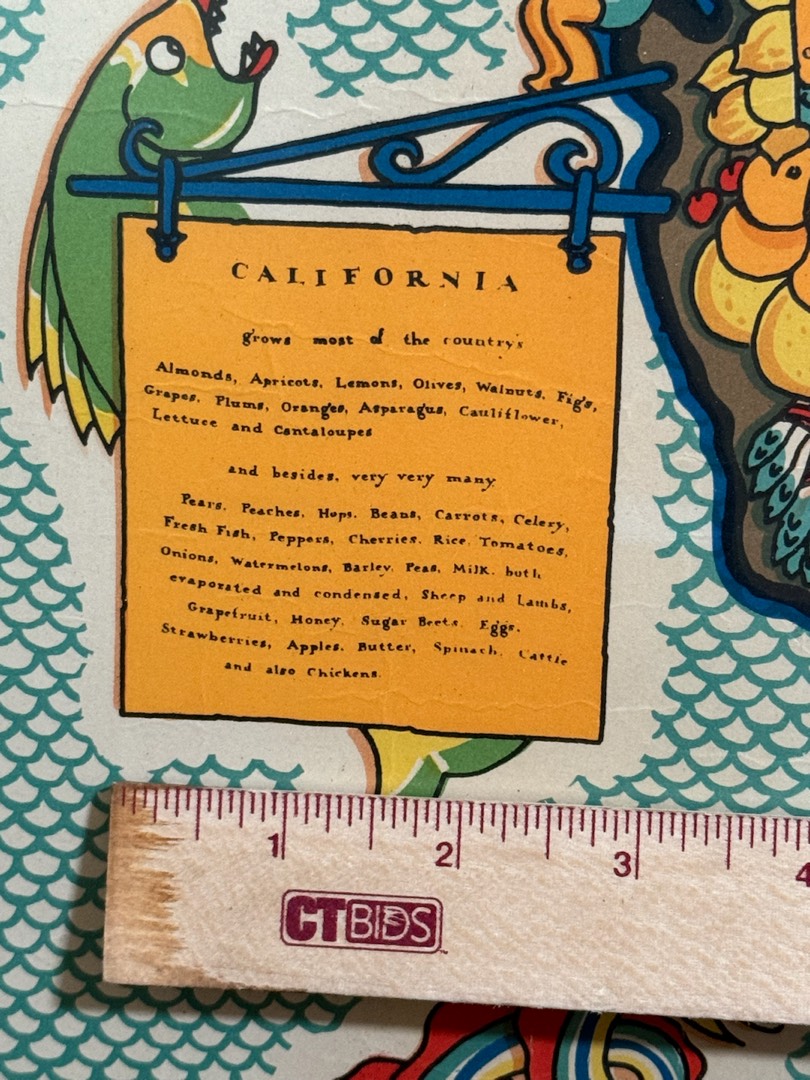 CALIFORNIA
grows most of the country's
Almonds, Apricots, Lemons, Olives, Walnuts, Figs,
Grapes, Plums, Oranges, Asparagus, Cauliflower,
Lettuce and Cantaloupes
and besides, very very many
Pears, Peaches, Hops, Beans, Carrots, Celery,
Fresh Fish, Peppers, Cherries, Rice, Tomatoes,
Onions, Watermelons, Barley, Peas, Milk, both
evaporated and condensed, Sheep and Lambs,
Grapefruit, Honey, Sugar Beets, Eggs,
Strawberries, Apples, Butter, Spinach, Cattle
and also Chickens.
1 2 3 4
CTBIDS